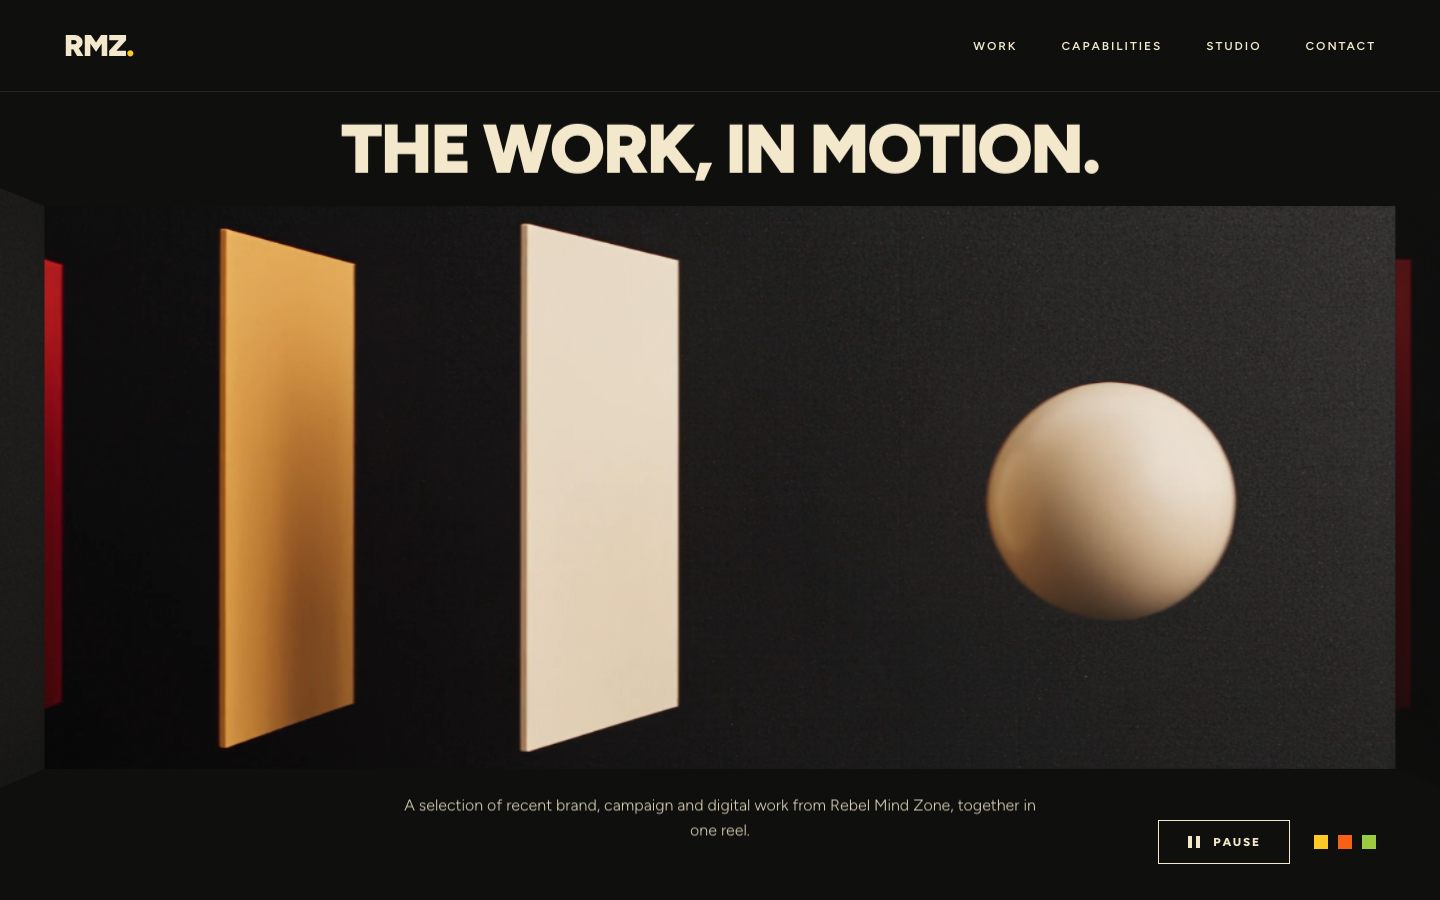 RMZ.
WORK CAPABILITIES STUDIO CONTACT
THE WORK, IN MOTION.
A selection of recent brand, campaign and digital work from Rebel Mind Zone, together in
one reel.
PAUSE